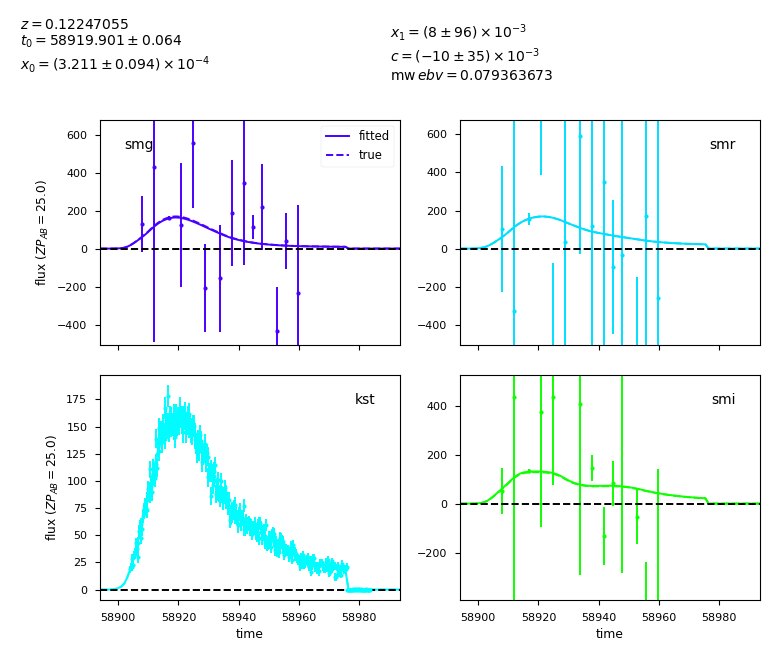 z = 0.12247055
t₀ = 58919.901 ± 0.064
x₀ = (3.211 ± 0.094) × 10⁻⁴
x₁ = (8 ± 96) × 10⁻³
c = (−10 ± 35) × 10⁻³
mw ebv = 0.079363673
smg
fitted
true
600
400
200
0
−200
−400
flux (ZP_AB = 25.0)
smr
600
400
200
0
−200
−400
kst
175
150
125
100
75
50
25
0
flux (ZP_AB = 25.0)
58900 58920 58940 58960 58980
time
smi
400
200
0
−200
58900 58920 58940 58960 58980
time